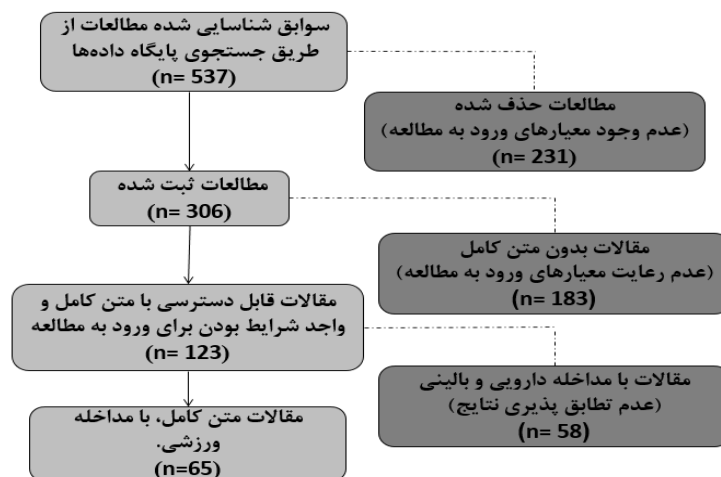 سوابق شناسایی شده مطالعات از
طریق جستجوی پایگاه داده‌ها
(n= 537)
مطالعات حذف شده
(عدم وجود معیارهای ورود به مطالعه)
(n= 231)
مطالعات ثبت شده
(n= 306)
مقالات بدون متن کامل
(عدم رعایت معیارهای ورود به مطالعه)
(n= 183)
مقالات قابل دسترسی با متن کامل و
واجد شرایط بودن برای ورود به مطالعه
(n= 123)
مقالات با مداخله دارویی و بالینی
(عدم تطابق پذیری نتایج)
(n= 58)
مقالات متن کامل، با مداخله
ورزشی.
(n=65)